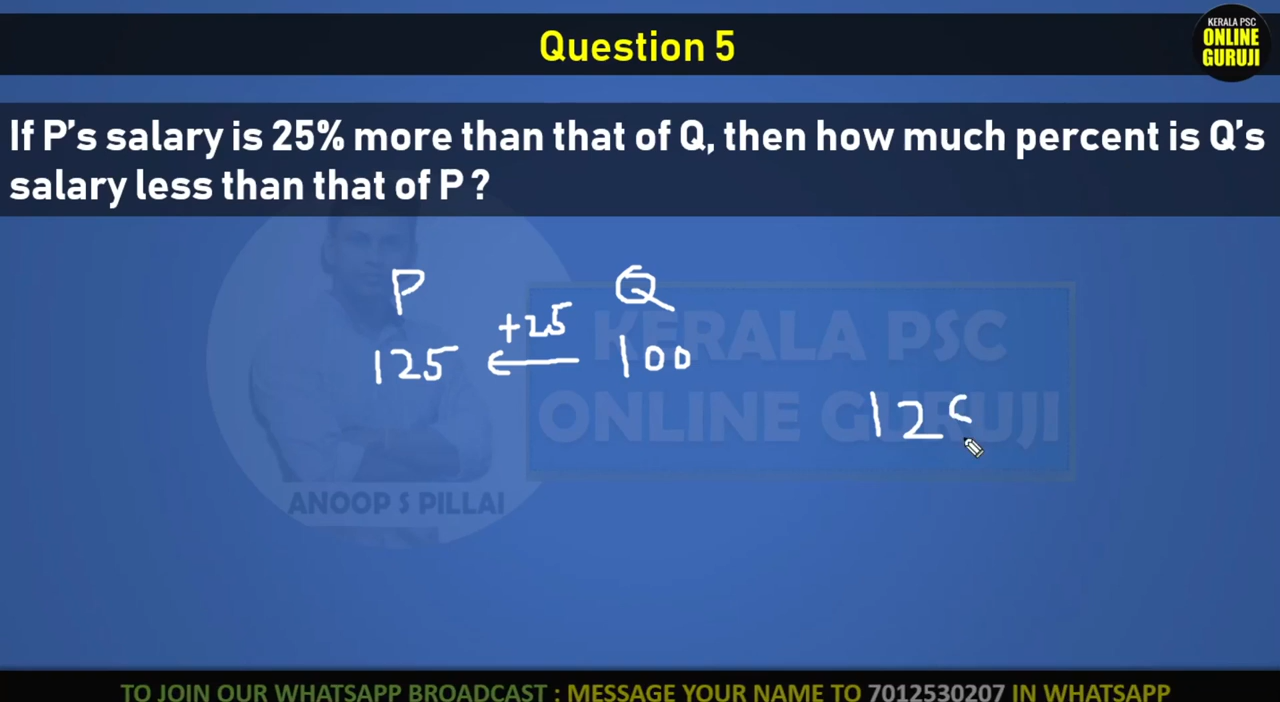 Question 5
KERALA PSC
ONLINE
GURUJI
If P's salary is 25% more than that of Q, then how much percent is Q's
salary less than that of P ?
P Q
+25
125 100
KERALA PSC
ONLINE GURUJI
125
ANOOP S PILLAI
TO JOIN OUR WHATSAPP BROADCAST : MESSAGE YOUR NAME TO 7012530207 IN WHATSAPP